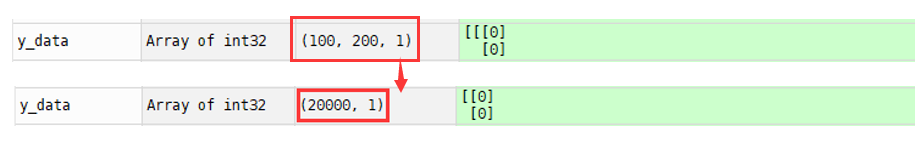 y_data Array of int32 (100, 200, 1) [[[0]
[0]
y_data Array of int32 (20000, 1) [[0]
[0]